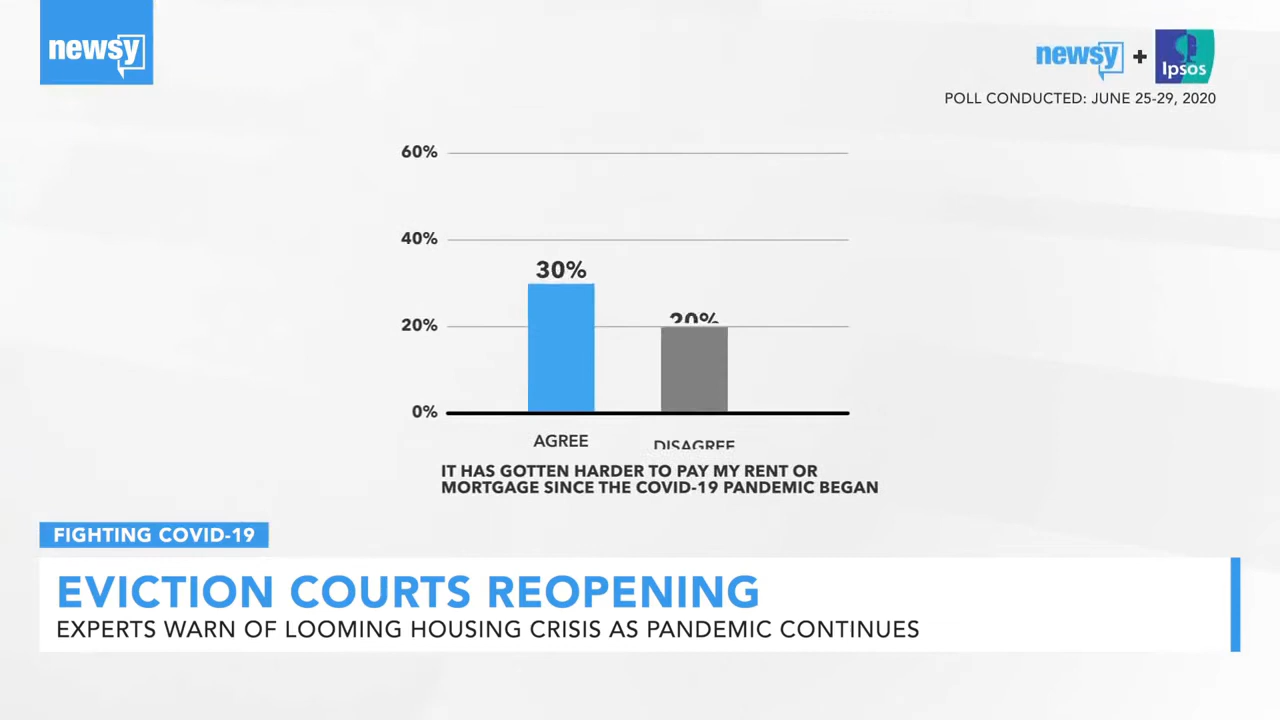 newsy
newsy + Ipsos
POLL CONDUCTED: JUNE 25-29, 2020
60%
40%
30%
20%
0%
AGREE
DISAGREE
IT HAS GOTTEN HARDER TO PAY MY RENT OR
MORTGAGE SINCE THE COVID-19 PANDEMIC BEGAN
FIGHTING COVID-19
EVICTION COURTS REOPENING
EXPERTS WARN OF LOOMING HOUSING CRISIS AS PANDEMIC CONTINUES